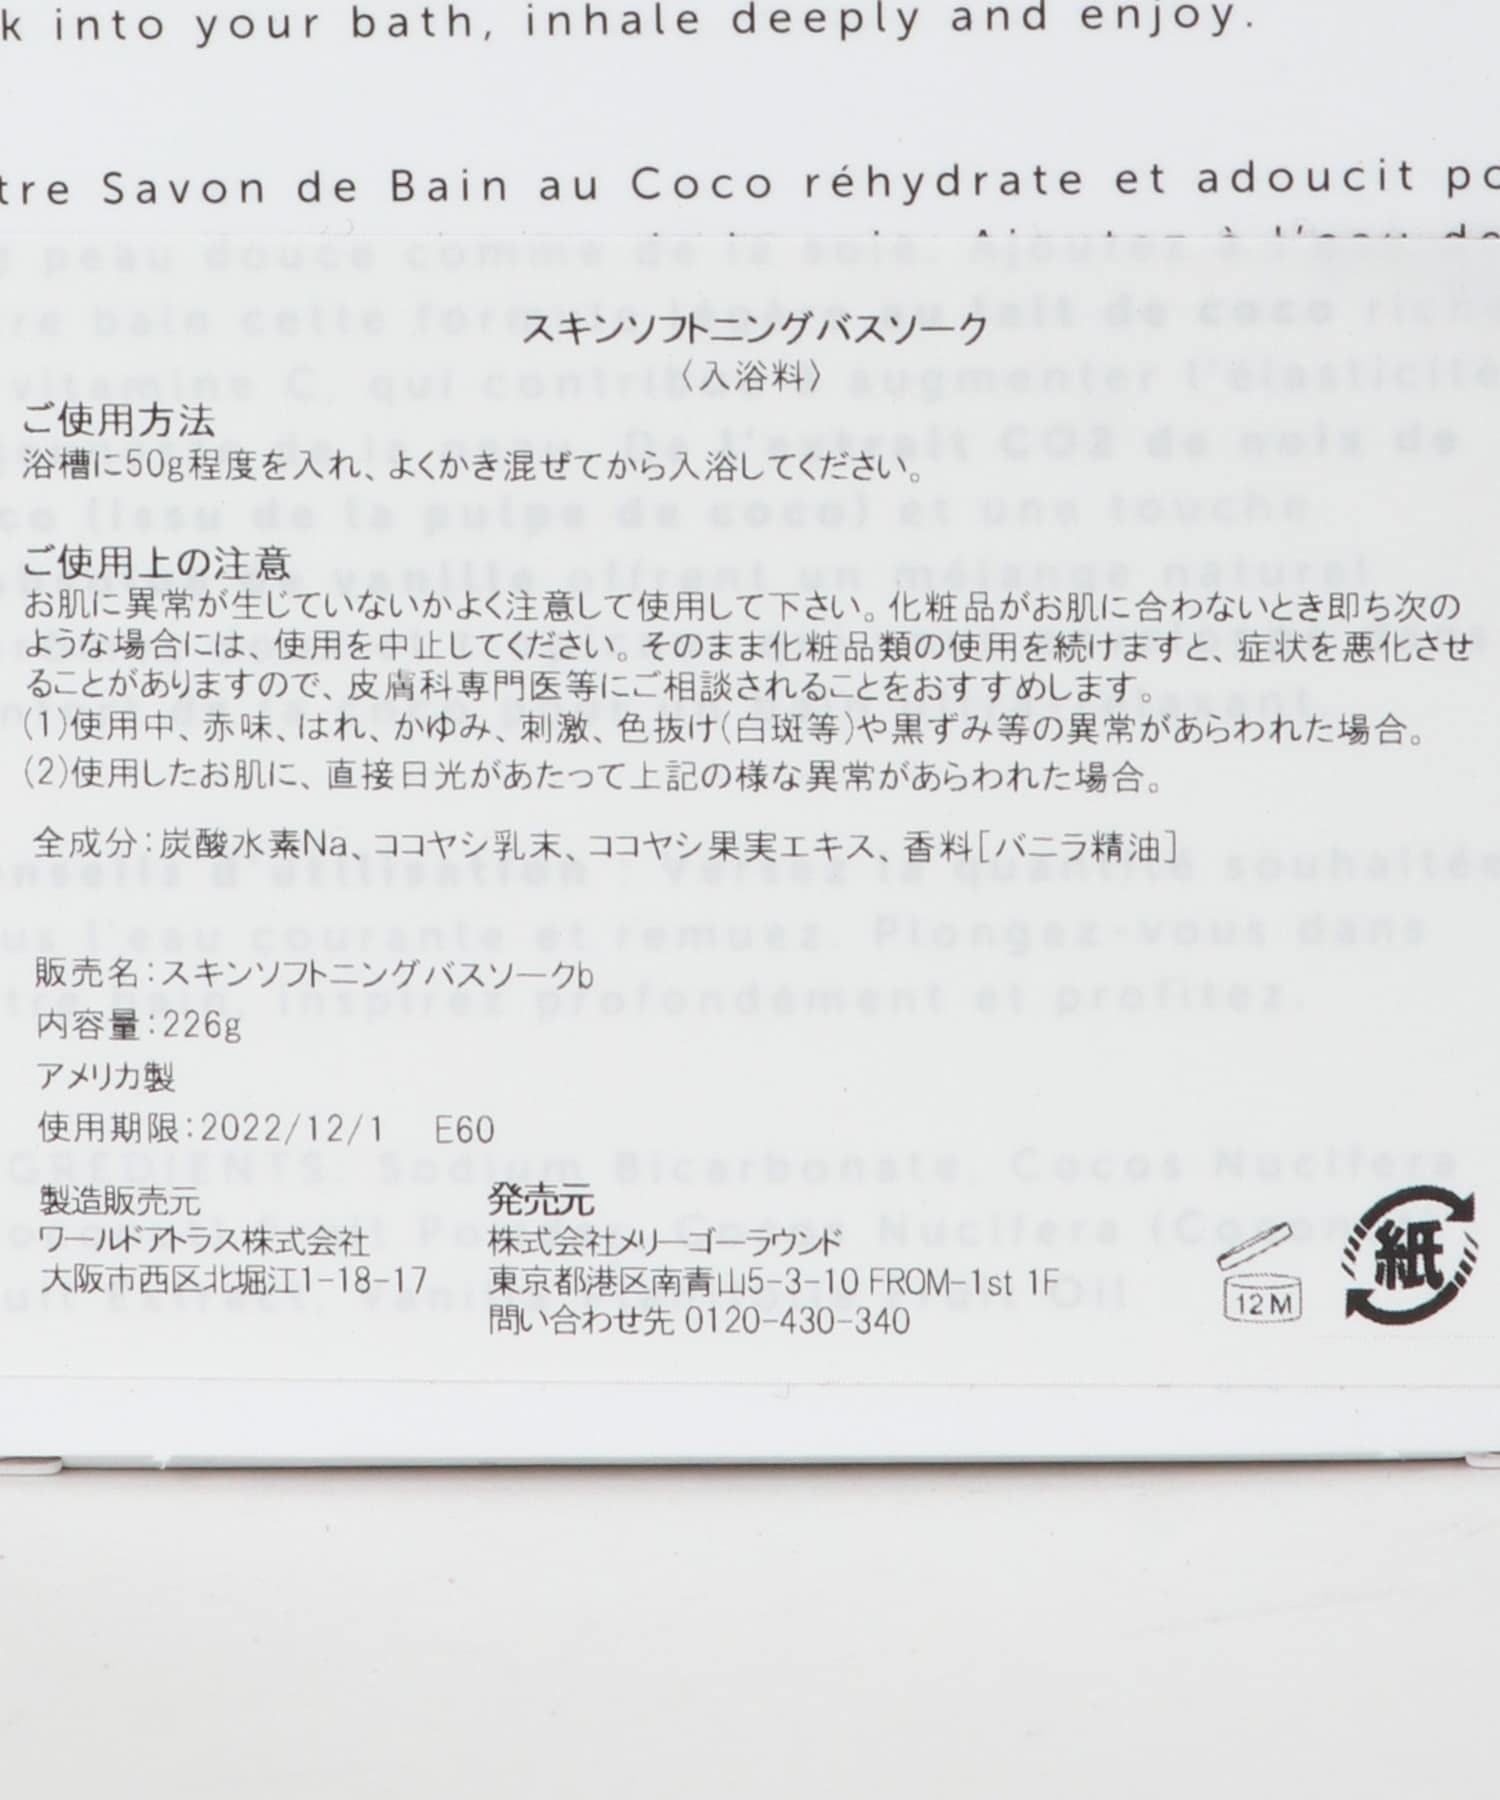 k into your bath, inhale deeply and enjoy.
tre Savon de Bain au Coco réhydrate et adoucit po
peau douce comme de la soie. Ajoutez à l'eau de
スキンソフトニングバスソーク
〈入浴料〉
ご使用方法
浴槽に50g程度を入れ、よくかき混ぜてから入浴してください。
ご使用上の注意
お肌に異常が生じていないかよく注意して使用して下さい。化粧品がお肌に合わないとき即ち次の
ような場合には、使用を中止してください。そのまま化粧品類の使用を続けますと、症状を悪化させ
ることがありますので、皮膚科専門医等にご相談されることをおすすめします。
(1)使用中、赤味、はれ、かゆみ、刺激、色抜け(白斑等)や黒ずみ等の異常があらわれた場合。
(2)使用したお肌に、直接日光があたって上記の様な異常があらわれた場合。
全成分:炭酸水素Na、ココヤシ乳末、ココヤシ果実エキス、香料[バニラ精油]
販売名:スキンソフトニングバスソークb
内容量:226g
アメリカ製
使用期限:2022/12/1 E60
製造販売元
ワールドアトラス株式会社
大阪市西区北堀江1-18-17
発売元
株式会社メリーゴーラウンド
東京都港区南青山5-3-10 FROM-1st 1F
問い合わせ先 0120-430-340
12M
紙